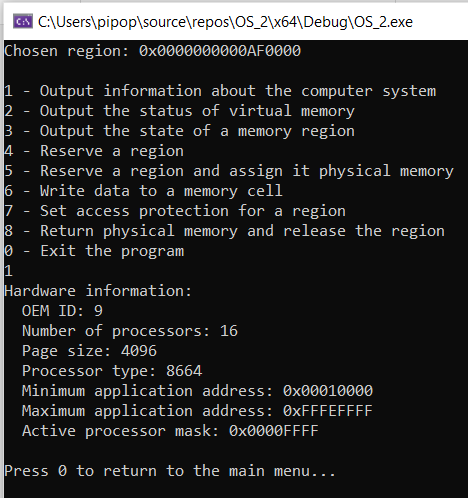 C:\Users\pipop\source\repos\OS_2\x64\Debug\OS_2.exe
Chosen region: 0x0000000000AF0000
1 - Output information about the computer system
2 - Output the status of virtual memory
3 - Output the state of a memory region
4 - Reserve a region
5 - Reserve a region and assign it physical memory
6 - Write data to a memory cell
7 - Set access protection for a region
8 - Return physical memory and release the region
0 - Exit the program
1
Hardware information:
  OEM ID: 9
  Number of processors: 16
  Page size: 4096
  Processor type: 8664
  Minimum application address: 0x00010000
  Maximum application address: 0xFFFEFFFF
  Active processor mask: 0x0000FFFF
Press 0 to return to the main menu...